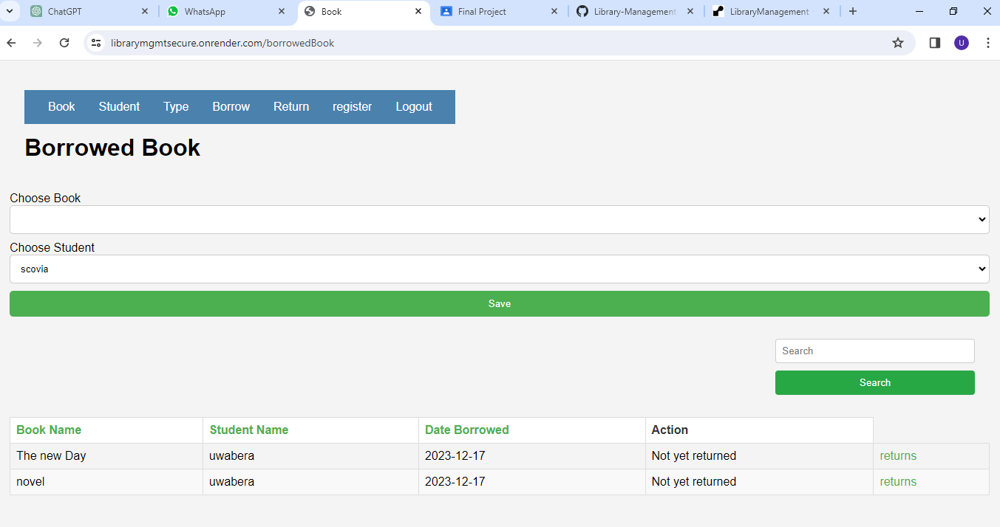 ChatGPT WhatsApp Book Final Project Library-Management LibraryManagement
librarymgmtsecure.onrender.com/borrowedBook U
Book Student Type Borrow Return register Logout
Borrowed Book
Choose Book
Choose Student
scovia
Save
Search
Search
Book Name Student Name Date Borrowed Action
The new Day uwabera 2023-12-17 Not yet returned returns
novel uwabera 2023-12-17 Not yet returned returns